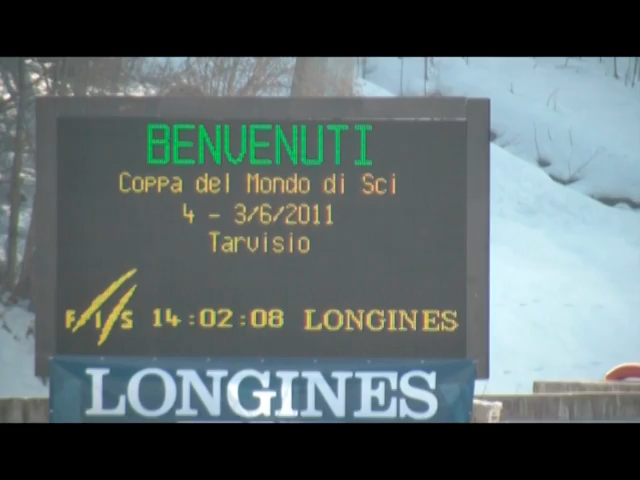 BENVENUTI
Coppa del Mondo di Sci
4 - 3/6/2011
Tarvisio
FIS 14:02:08 LONGINES
LONGINES